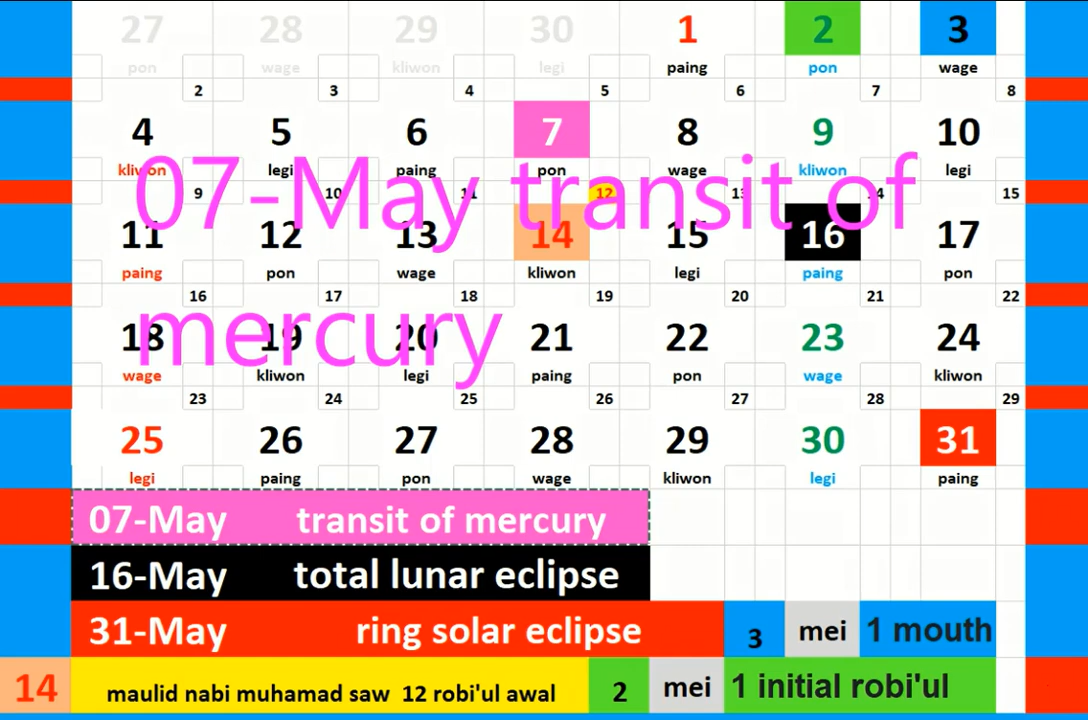 27 28 29 30 1 2 3
pon wage kliwon legi paing pon wage
2 3 4 5 6 7 8
4 5 6 7 8 9 10
kliwon legi paing pon wage kliwon legi
07-May transit of
9 10 11 12 13 14 15
11 12 13 14 15 16 17
paing pon wage kliwon legi paing pon
16 17 18 19 20 21 22
mercury
18 19 20 21 22 23 24
wage kliwon legi paing pon wage kliwon
23 24 25 26 27 28 29
25 26 27 28 29 30 31
legi paing pon wage kliwon legi paing
07-May transit of mercury
16-May total lunar eclipse
31-May ring solar eclipse 3 mei 1 mouth
14 maulid nabi muhamad saw 12 robi'ul awal 2 mei 1 initial robi'ul